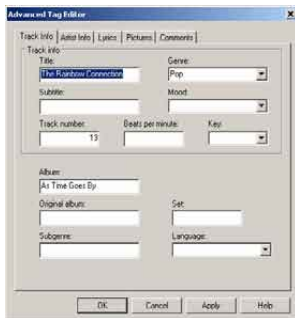 Advanced Tag Editor
Track Info Artist Info Lyrics Pictures Comments
Track info
Title: Genre:
The Rainbow Connection Pop
Subtitle: Mood:
Track number: Beats per minute: Key:
13
Album:
As Time Goes By
Original album: Set:
Subgenre: Language:
OK Cancel Apply Help